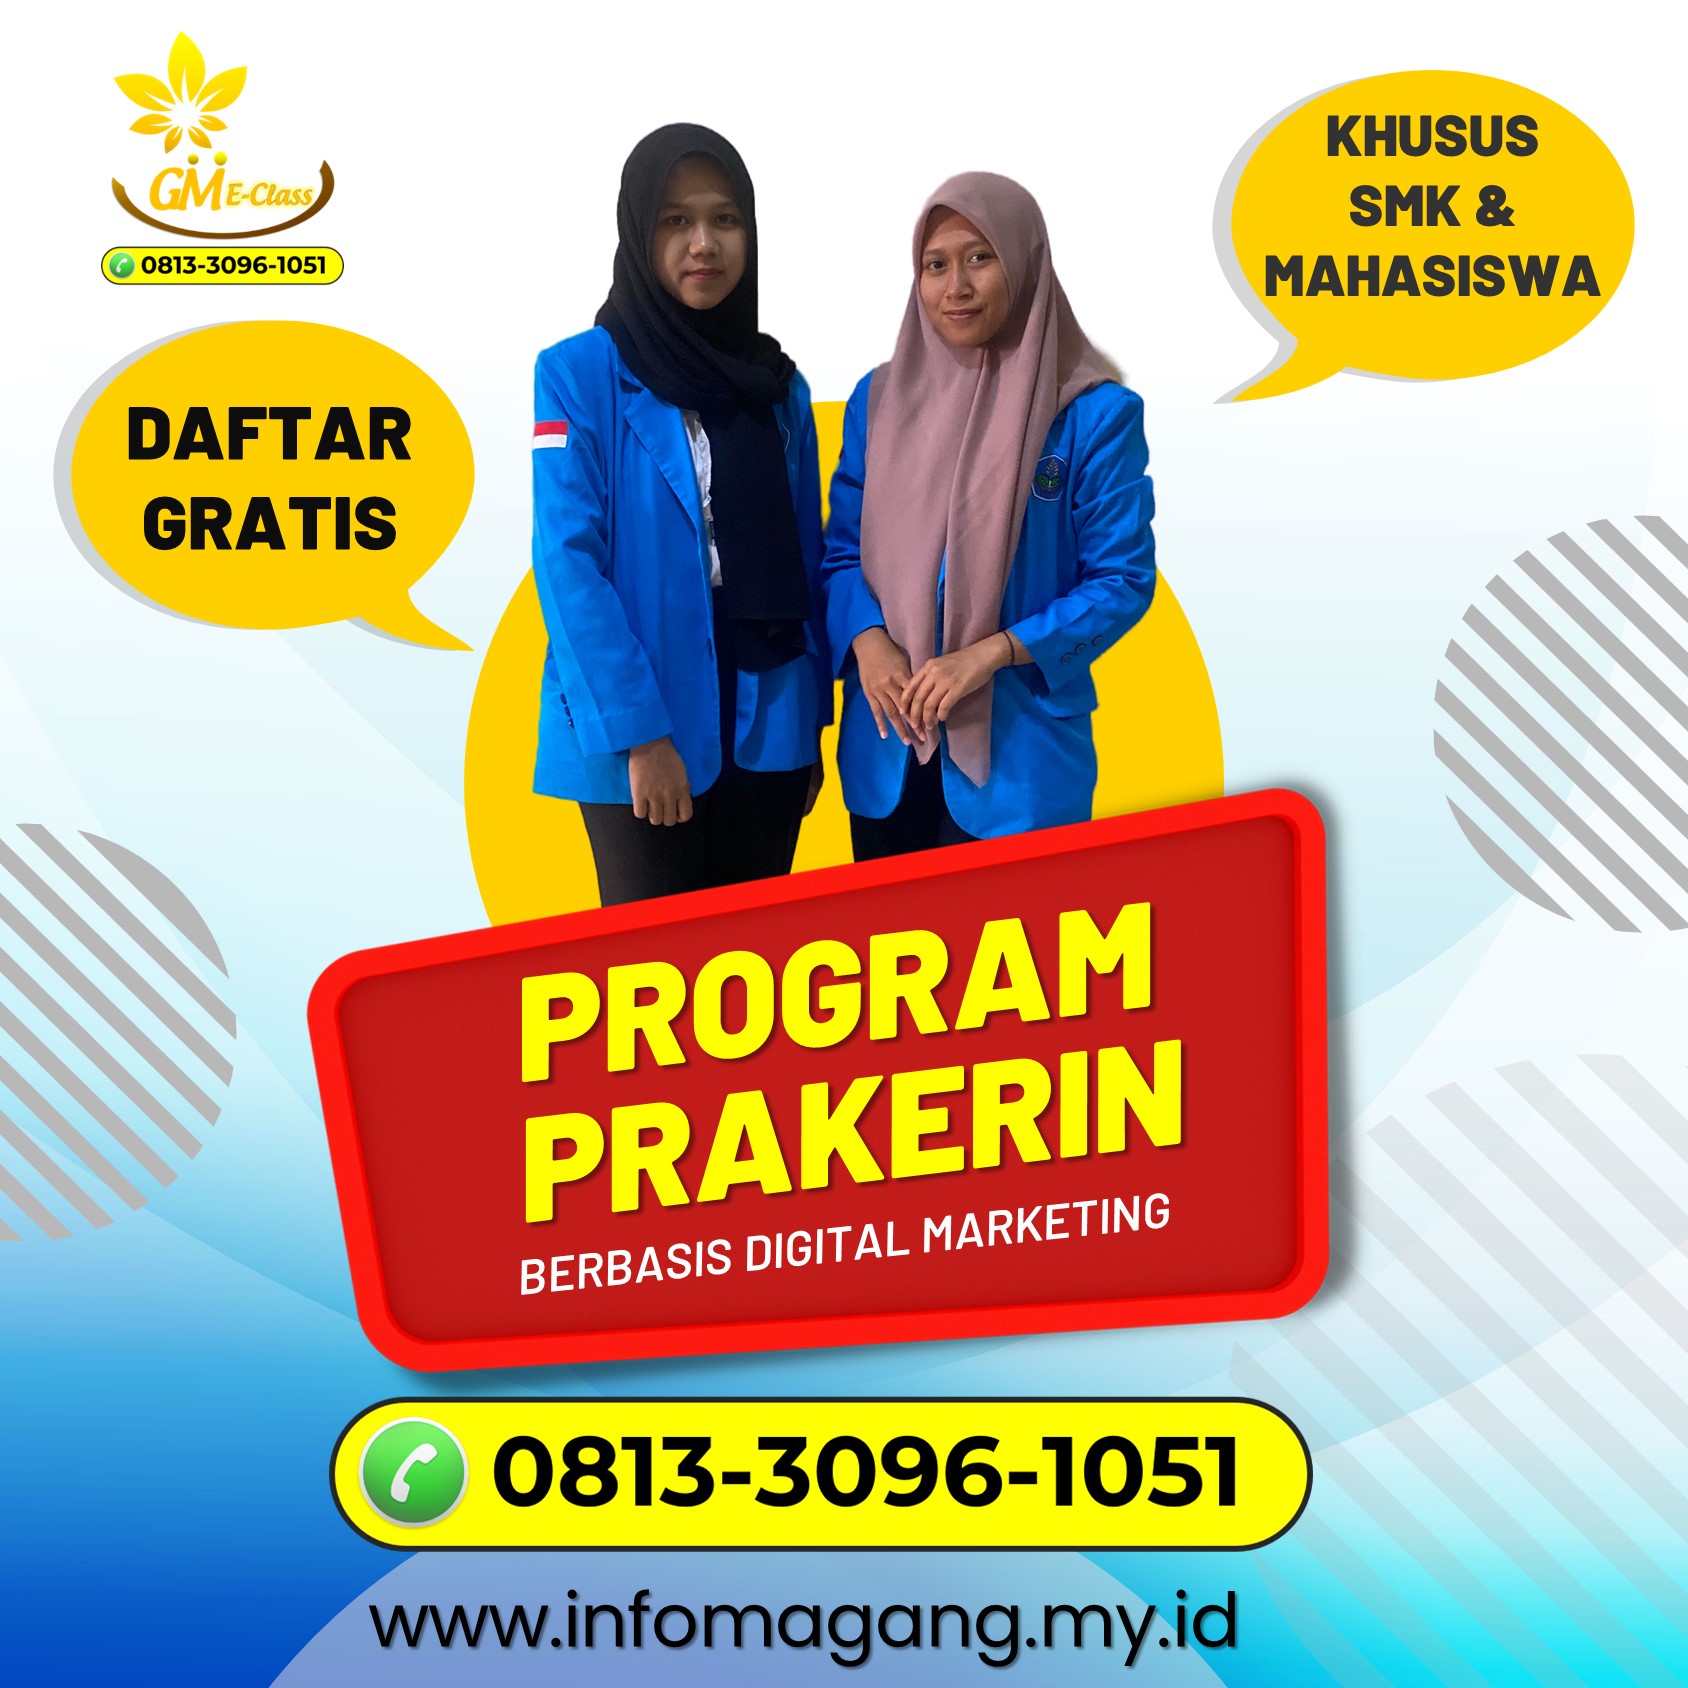 GM E-Class
0813-3096-1051
KHUSUS
SMK &
MAHASISWA
DAFTAR
GRATIS
PROGRAM
PRAKERIN
BERBASIS DIGITAL MARKETING
0813-3096-1051
www.infomagang.my.id